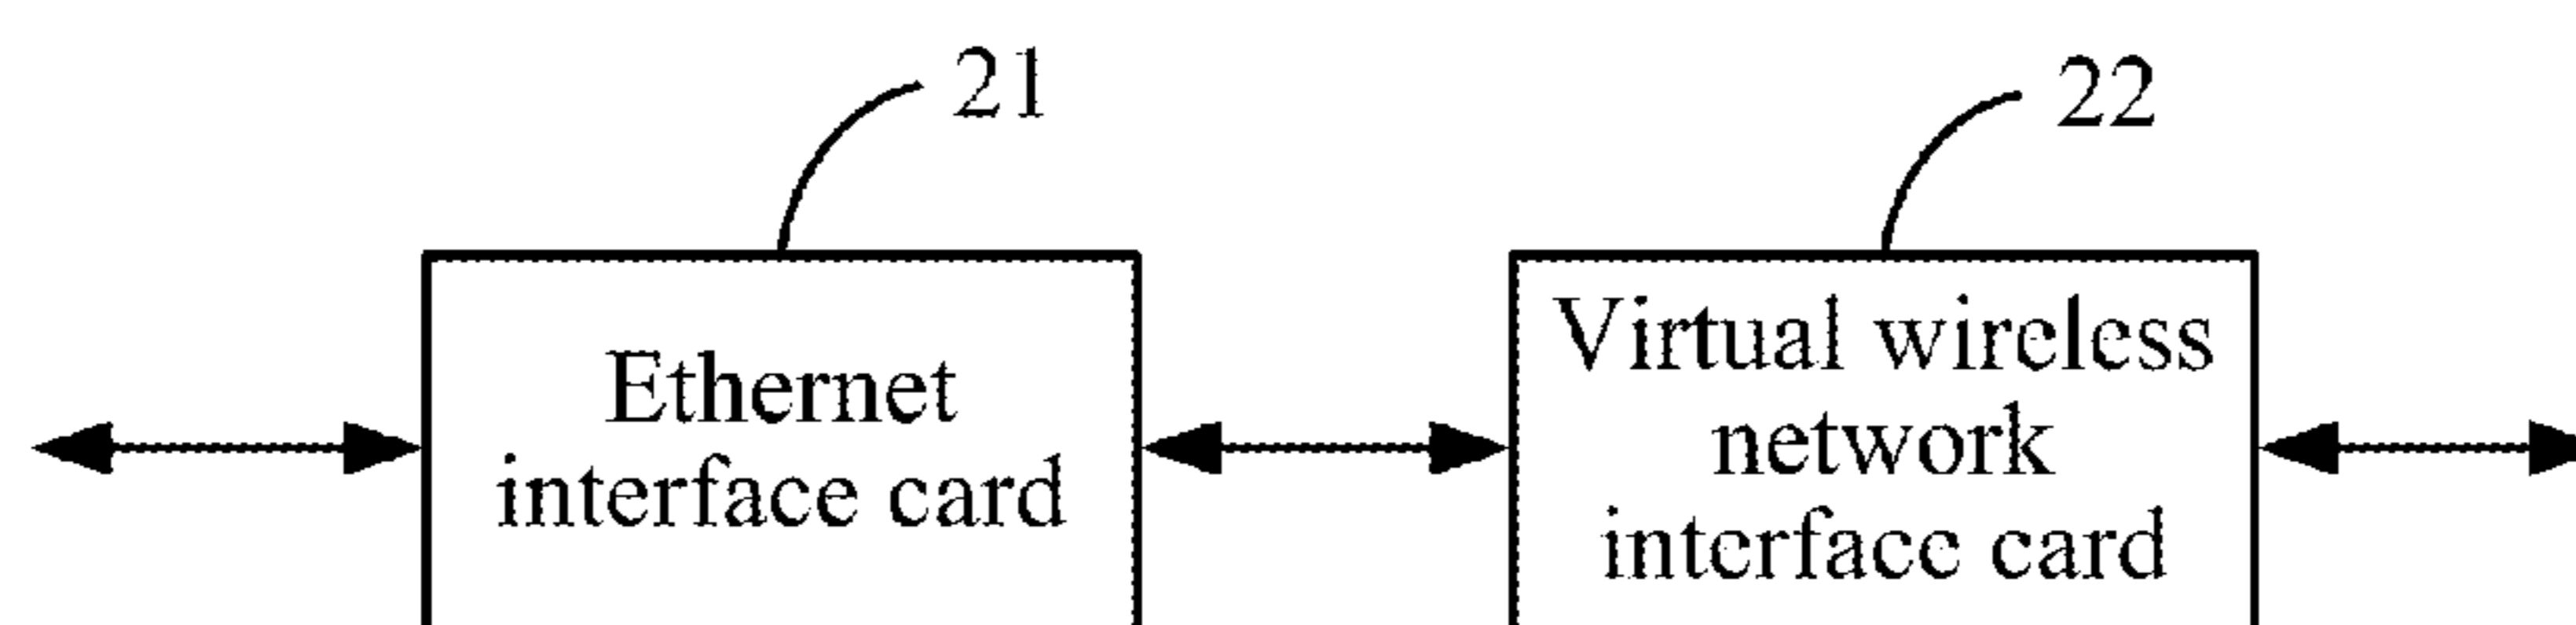 21
22
Ethernet
interface card
Virtual wireless
network
interface card